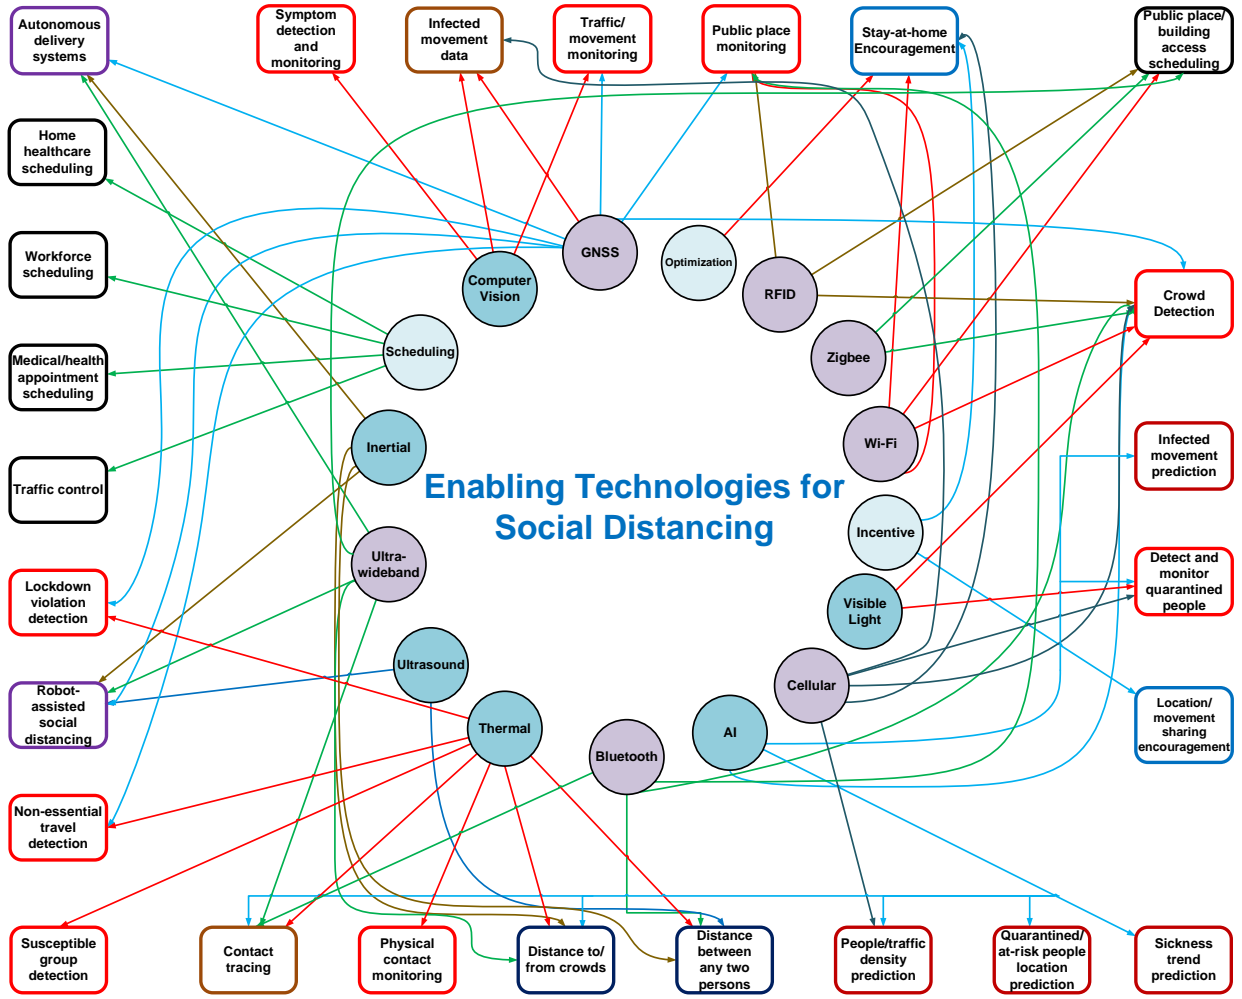 Autonomous
delivery
systems
Symptom
detection
and
monitoring
Infected
movement
data
Traffic/
movement
monitoring
Public place
monitoring
Stay-at-home
Encouragement
Public place/
building
access
scheduling
Home
healthcare
scheduling
Workforce
scheduling
Medical/health
appointment
scheduling
Traffic control
Lockdown
violation
detection
Robot-
assisted
social
distancing
Non-essential
travel
detection
Susceptible
group
detection
Contact
tracing
Physical
contact
monitoring
Distance to/
from crowds
Distance
between
any two
persons
People/traffic
density
prediction
Quarantined/
at-risk people
location
prediction
Sickness
trend
prediction
Crowd
Detection
Infected
movement
prediction
Detect and
monitor
quarantined
people
Location/
movement
sharing
encouragement
GNSS
Computer
Vision
Optimization
RFID
Scheduling
Zigbee
Inertial
Wi-Fi
Enabling Technologies for
Social Distancing
Incentive
Ultra-
wideband
Visible
Light
Ultrasound
Cellular
Thermal
AI
Bluetooth